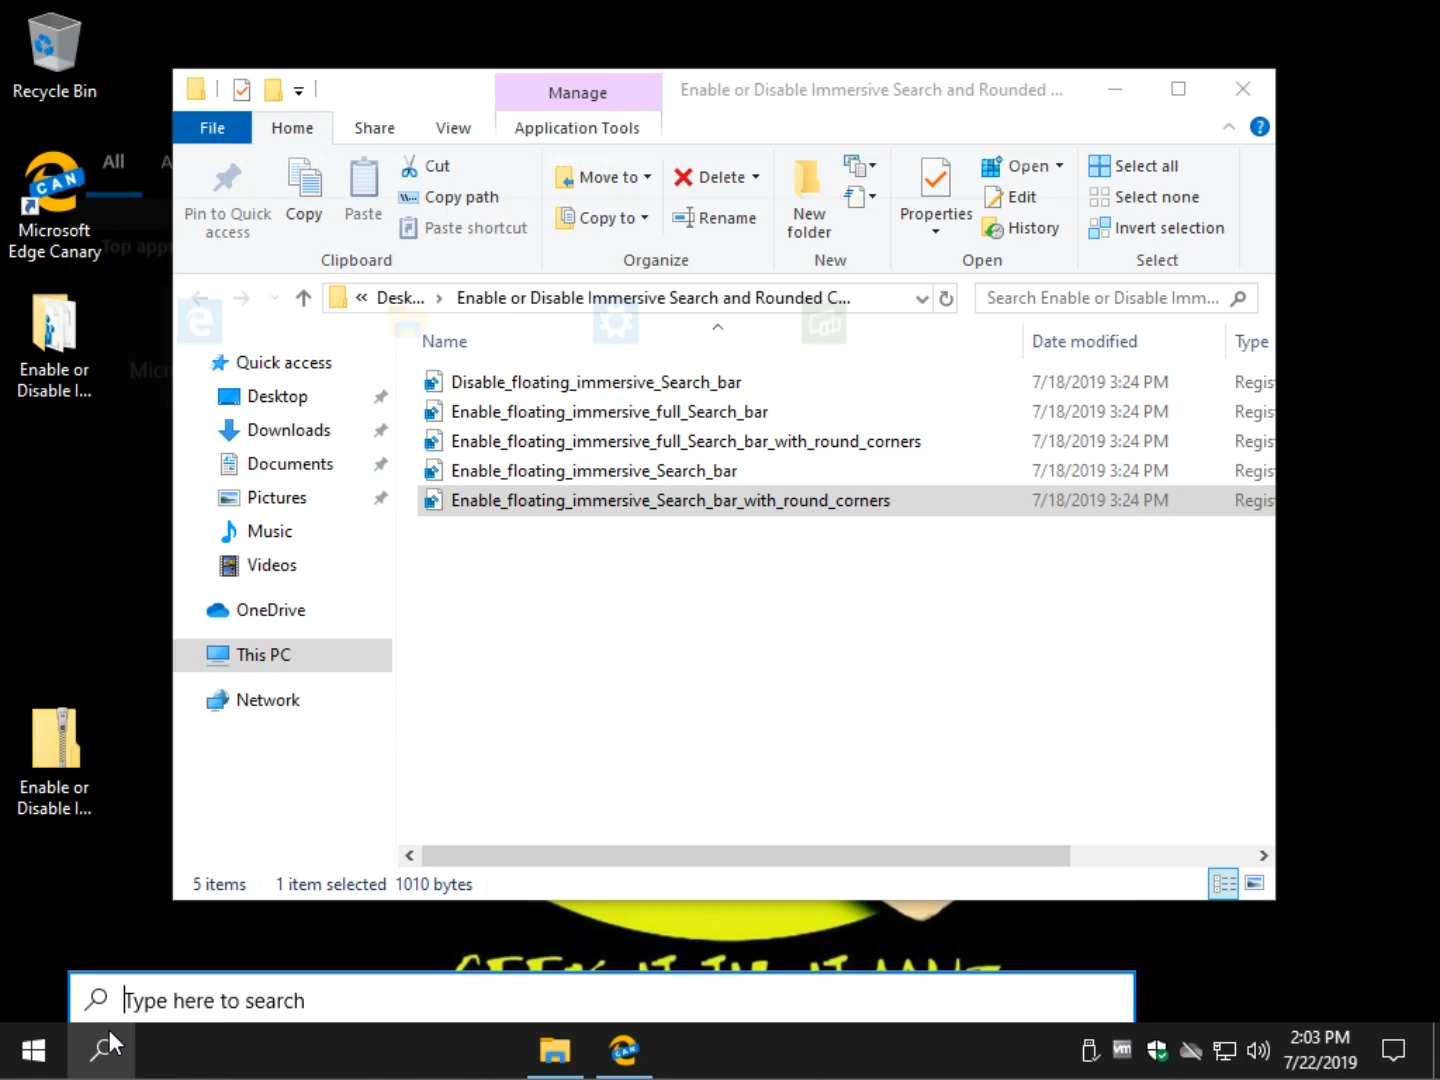 Recycle Bin
Manage
Enable or Disable Immersive Search and Rounded ...
File
Home
Share
View
Application Tools
All
CAN
Microsoft
Edge Canary
Top app
Pin to Quick
access
Copy
Paste
Cut
Copy path
Paste shortcut
Clipboard
Move to
Copy to
Delete
Rename
Organize
New
folder
New
Properties
Open
Edit
History
Open
Select all
Select none
Invert selection
Select
« Desk... › Enable or Disable Immersive Search and Rounded C...
Search Enable or Disable Imm...
Name
Date modified
Type
Enable or
Disable I...
Quick access
Desktop
Downloads
Documents
Pictures
Music
Videos
OneDrive
This PC
Network
Disable_floating_immersive_Search_bar 7/18/2019 3:24 PM Regis
Enable_floating_immersive_full_Search_bar 7/18/2019 3:24 PM Regis
Enable_floating_immersive_full_Search_bar_with_round_corners 7/18/2019 3:24 PM Regis
Enable_floating_immersive_Search_bar 7/18/2019 3:24 PM Regis
Enable_floating_immersive_Search_bar_with_round_corners 7/18/2019 3:24 PM Regis
Enable or
Disable I...
5 items 1 item selected 1010 bytes
Type here to search
CAN
vm
2:03 PM
7/22/2019